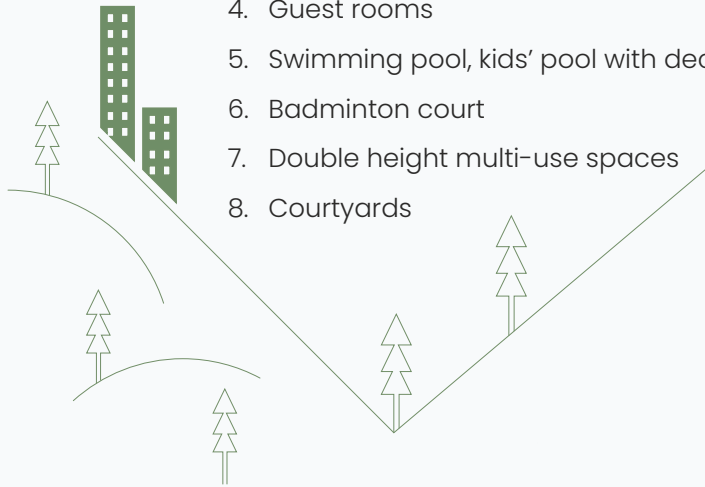 4. Guest rooms
5. Swimming pool, kids’ pool with
6. Badminton court
7. Double height multi-use spaces
8. Courtyards